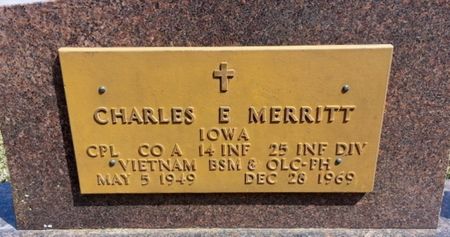 CHARLES E MERRITT
IOWA
CPL CO A 14 INF 25 INF DIV
VIETNAM BSM & OLC-PH
MAY 5 1949 DEC 28 1969